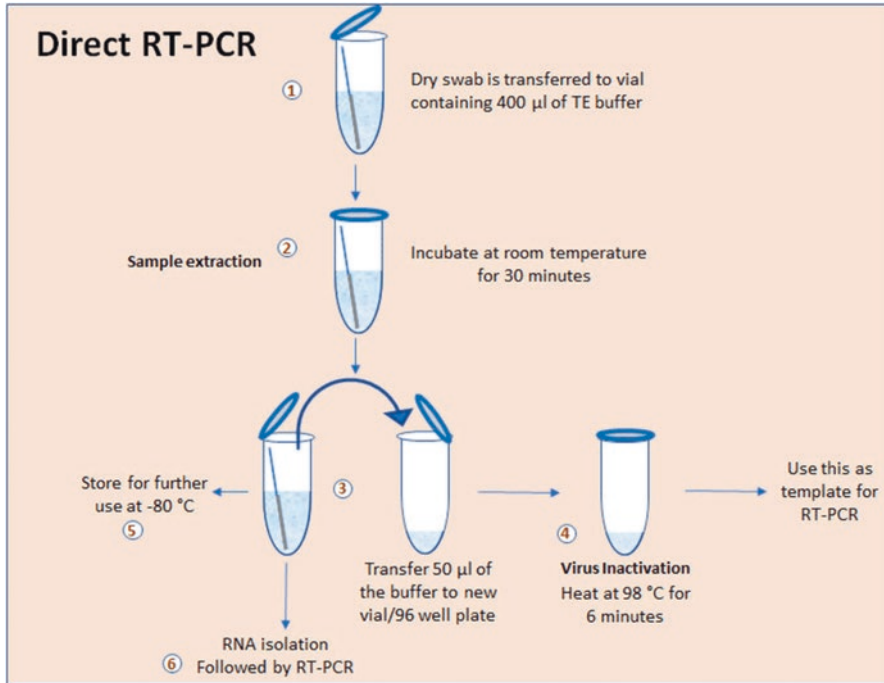 Direct RT-PCR
①
Dry swab is transferred to vial
containing 400 µl of TE buffer
Sample extraction
②
Incubate at room temperature
for 30 minutes
Store for further
use at -80 °C
⑤
③
Transfer 50 µl of
the buffer to new
vial/96 well plate
④
Virus Inactivation
Heat at 98 °C for
6 minutes
Use this as
template for
RT-PCR
⑥
RNA isolation
Followed by RT-PCR